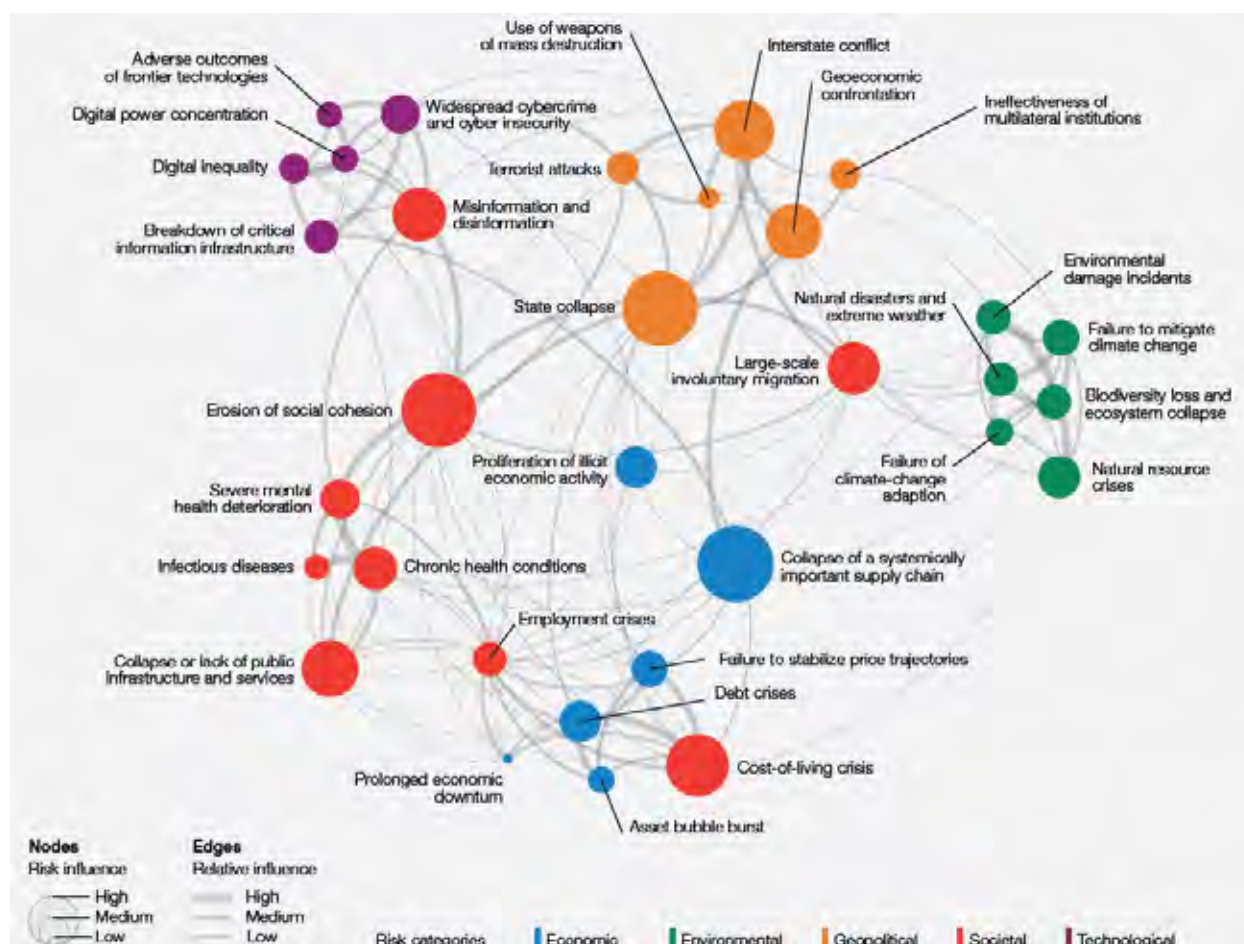 Use of weapons
of mass destruction
Interstate conflict
Adverse outcomes
of frontier technologies
Geoeconomic
confrontation
Digital power concentration
Widespread cybercrime
and cyber insecurity
Ineffectiveness of
multilateral institutions
Digital inequality
Terrorist attacks
Misinformation and
disinformation
Breakdown of critical
information infrastructure
Environmental
damage incidents
State collapse
Natural disasters and
extreme weather
Failure to mitigate
climate change
Large-scale
involuntary migration
Erosion of social cohesion
Biodiversity loss and
ecosystem collapse
Proliferation of illicit
economic activity
Failure of
climate-change
adaption
Natural resource
crises
Severe mental
health deterioration
Infectious diseases
Chronic health conditions
Collapse of a systemically
important supply chain
Employment crises
Collapse or lack of public
infrastructure and services
Failure to stabilize price trajectories
Debt crises
Prolonged economic
downturn
Cost-of-living crisis
Asset bubble burst
Nodes
Risk influence
High
Medium
Low
Edges
Relative influence
High
Medium
Low
Risk categories
Economic
Environmental
Geopolitical
Societal
Technological